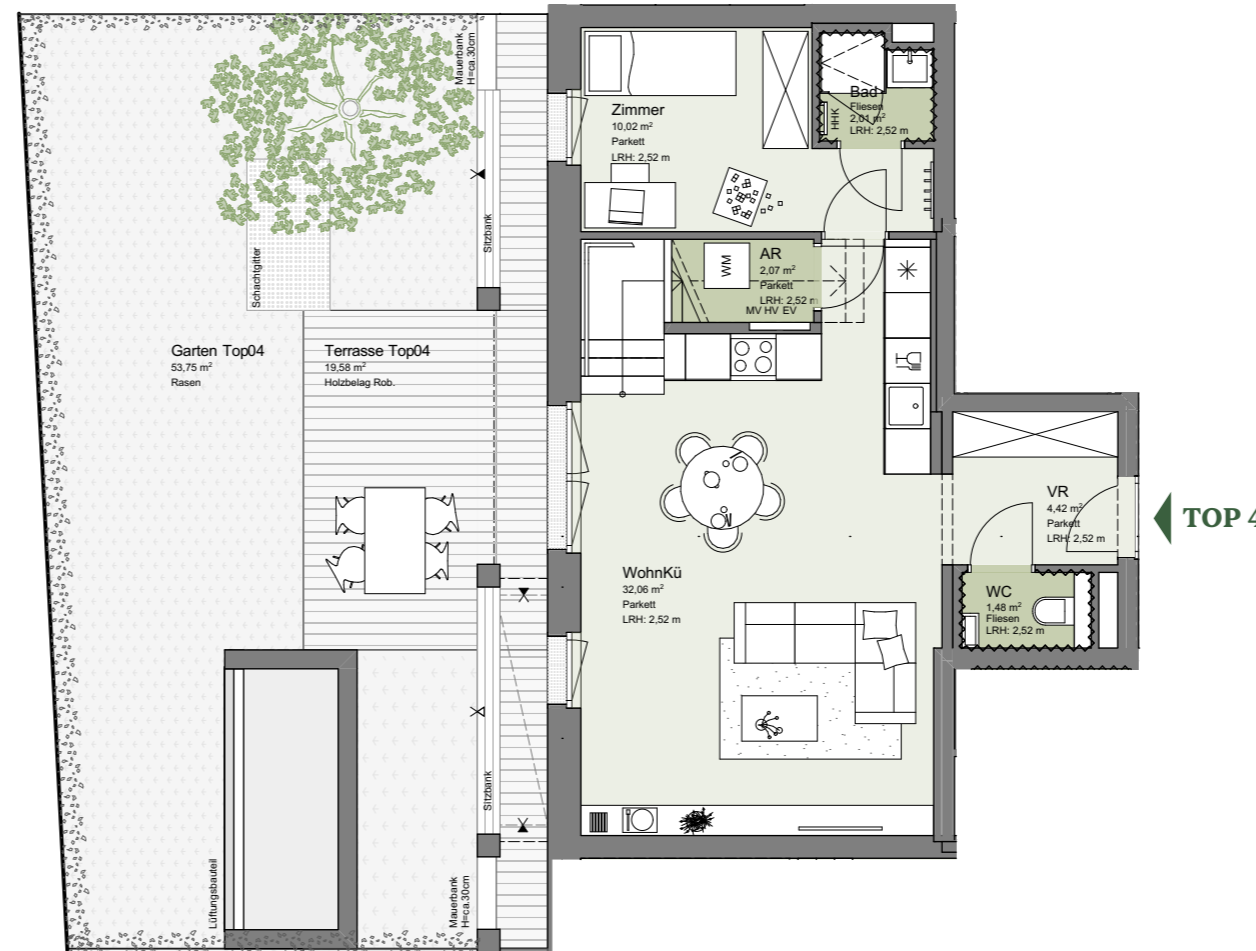 Mauerbank
H=ca.30cm
Zimmer
10,02 m²
Parkett
LRH: 2,52 m
Bad
Fliesen
2,01 m²
LRH: 2,52 m
HHK
Sitzbank
Schachtgitter
WM
AR
2,07 m²
Parkett
LRH: 2,52 m
MV HV EV
Garten Top04
53,75 m²
Rasen
Terrasse Top04
19,58 m²
Holzbelag Rob.
VR
4,42 m²
Parkett
LRH: 2,52 m
TOP 4
WohnKü
32,06 m²
Parkett
LRH: 2,52 m
WC
1,48 m²
Fliesen
LRH: 2,52 m
Sitzbank
Lüftungsbauteil
Mauerbank
H=ca.30cm